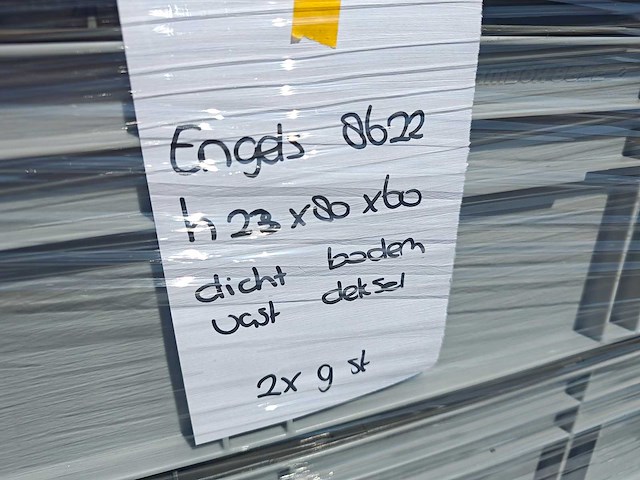 Engels 8622
h 23 x 80 x 60
dicht bodem
vast deksel
2x 9 st